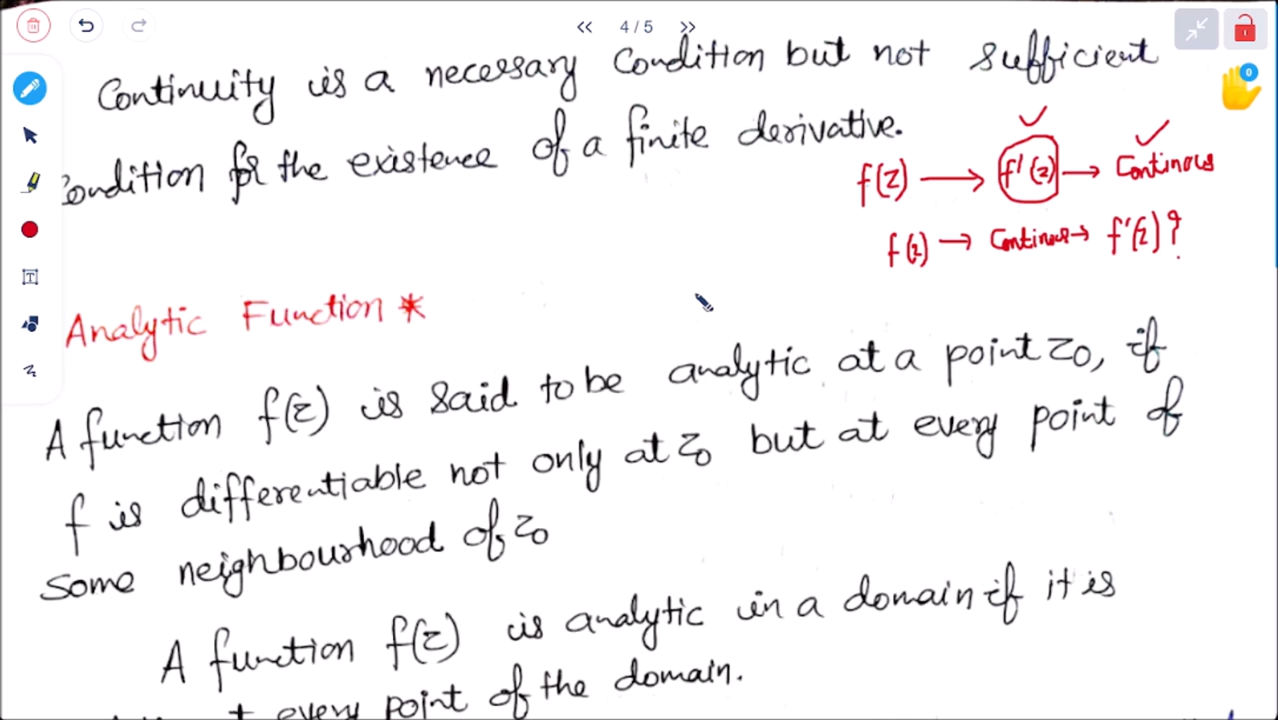 4 / 5
Continuity is a necessary Condition but not sufficient
Condition for the existence of a finite derivative.
f(z) → f'(z) → Continous
f(z) → Continous → f'(z)?
Analytic Function *
A function f(z) is said to be analytic at a point z0, if
f is differentiable not only at z0 but at every point of
some neighbourhood of z0
A function f(z) is analytic in a domain if it is
every point of the domain.
0
T